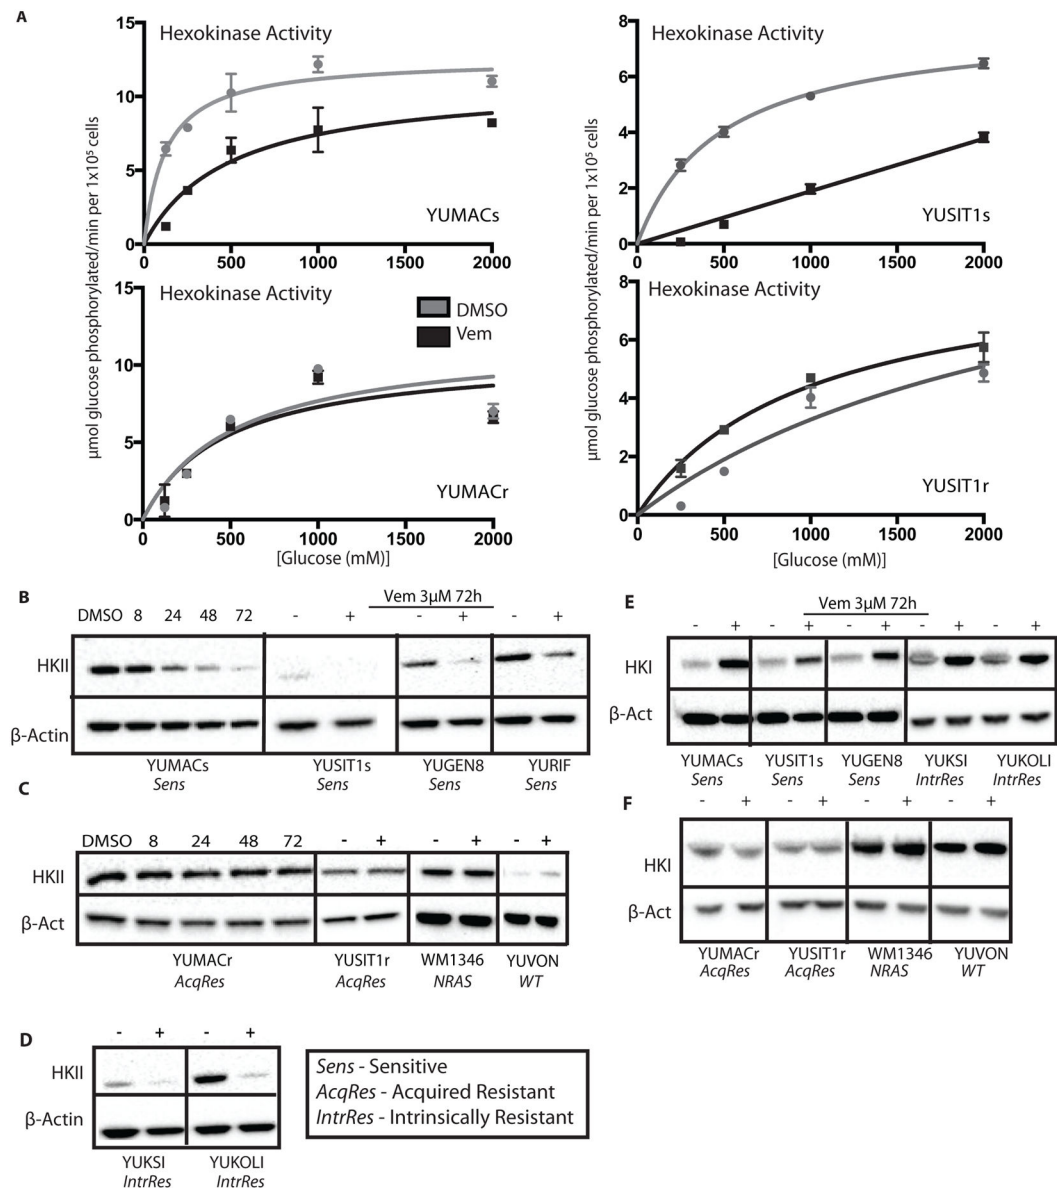 A
µmol glucose phosphorylated/min per 1x10⁵ cells
Hexokinase Activity
15
10
5
0
YUMACs
0 500 1000 1500 2000
µmol glucose phosphorylated/min per 1x10⁵ cells
Hexokinase Activity
8
6
4
2
0
YUSIT1s
0 500 1000 1500 2000
Hexokinase Activity
15
10
5
0
DMSO
Vem
YUMACr
0 500 1000 1500 2000
[Glucose (mM)]
Hexokinase Activity
8
6
4
2
0
YUSIT1r
0 500 1000 1500 2000
[Glucose (mM)]
B
Vem 3µM 72h
DMSO 8 24 48 72 - + - + - +
HKII
β-Actin
YUMACs YUSIT1s YUGEN8 YURIF
Sens Sens Sens Sens
C
DMSO 8 24 48 72 - + - + - +
HKII
β-Act
YUMACr YUSIT1r WM1346 YUVON
AcqRes AcqRes NRAS WT
D
- + - +
HKII
β-Actin
YUKSI YUKOLI
IntrRes IntrRes
Sens - Sensitive
AcqRes - Acquired Resistant
IntrRes - Intrinsically Resistant
E
Vem 3µM 72h
- + - + - + - + - +
HKI
β-Act
YUMACs YUSIT1s YUGEN8 YUKSI YUKOLI
Sens Sens Sens IntrRes IntrRes
F
- + - + - + - +
HKI
β-Act
YUMACr YUSIT1r WM1346 YUVON
AcqRes AcqRes NRAS WT